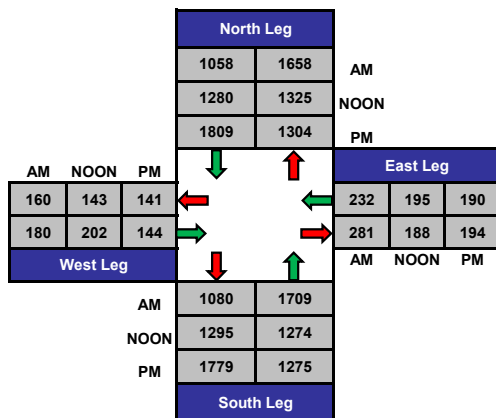 North Leg
1058 1658 AM
1280 1325 NOON
1809 1304 PM
AM NOON PM East Leg
160 143 141 232 195 190
180 202 144 281 188 194
West Leg AM NOON PM
AM 1080 1709
NOON 1295 1274
PM 1779 1275
South Leg